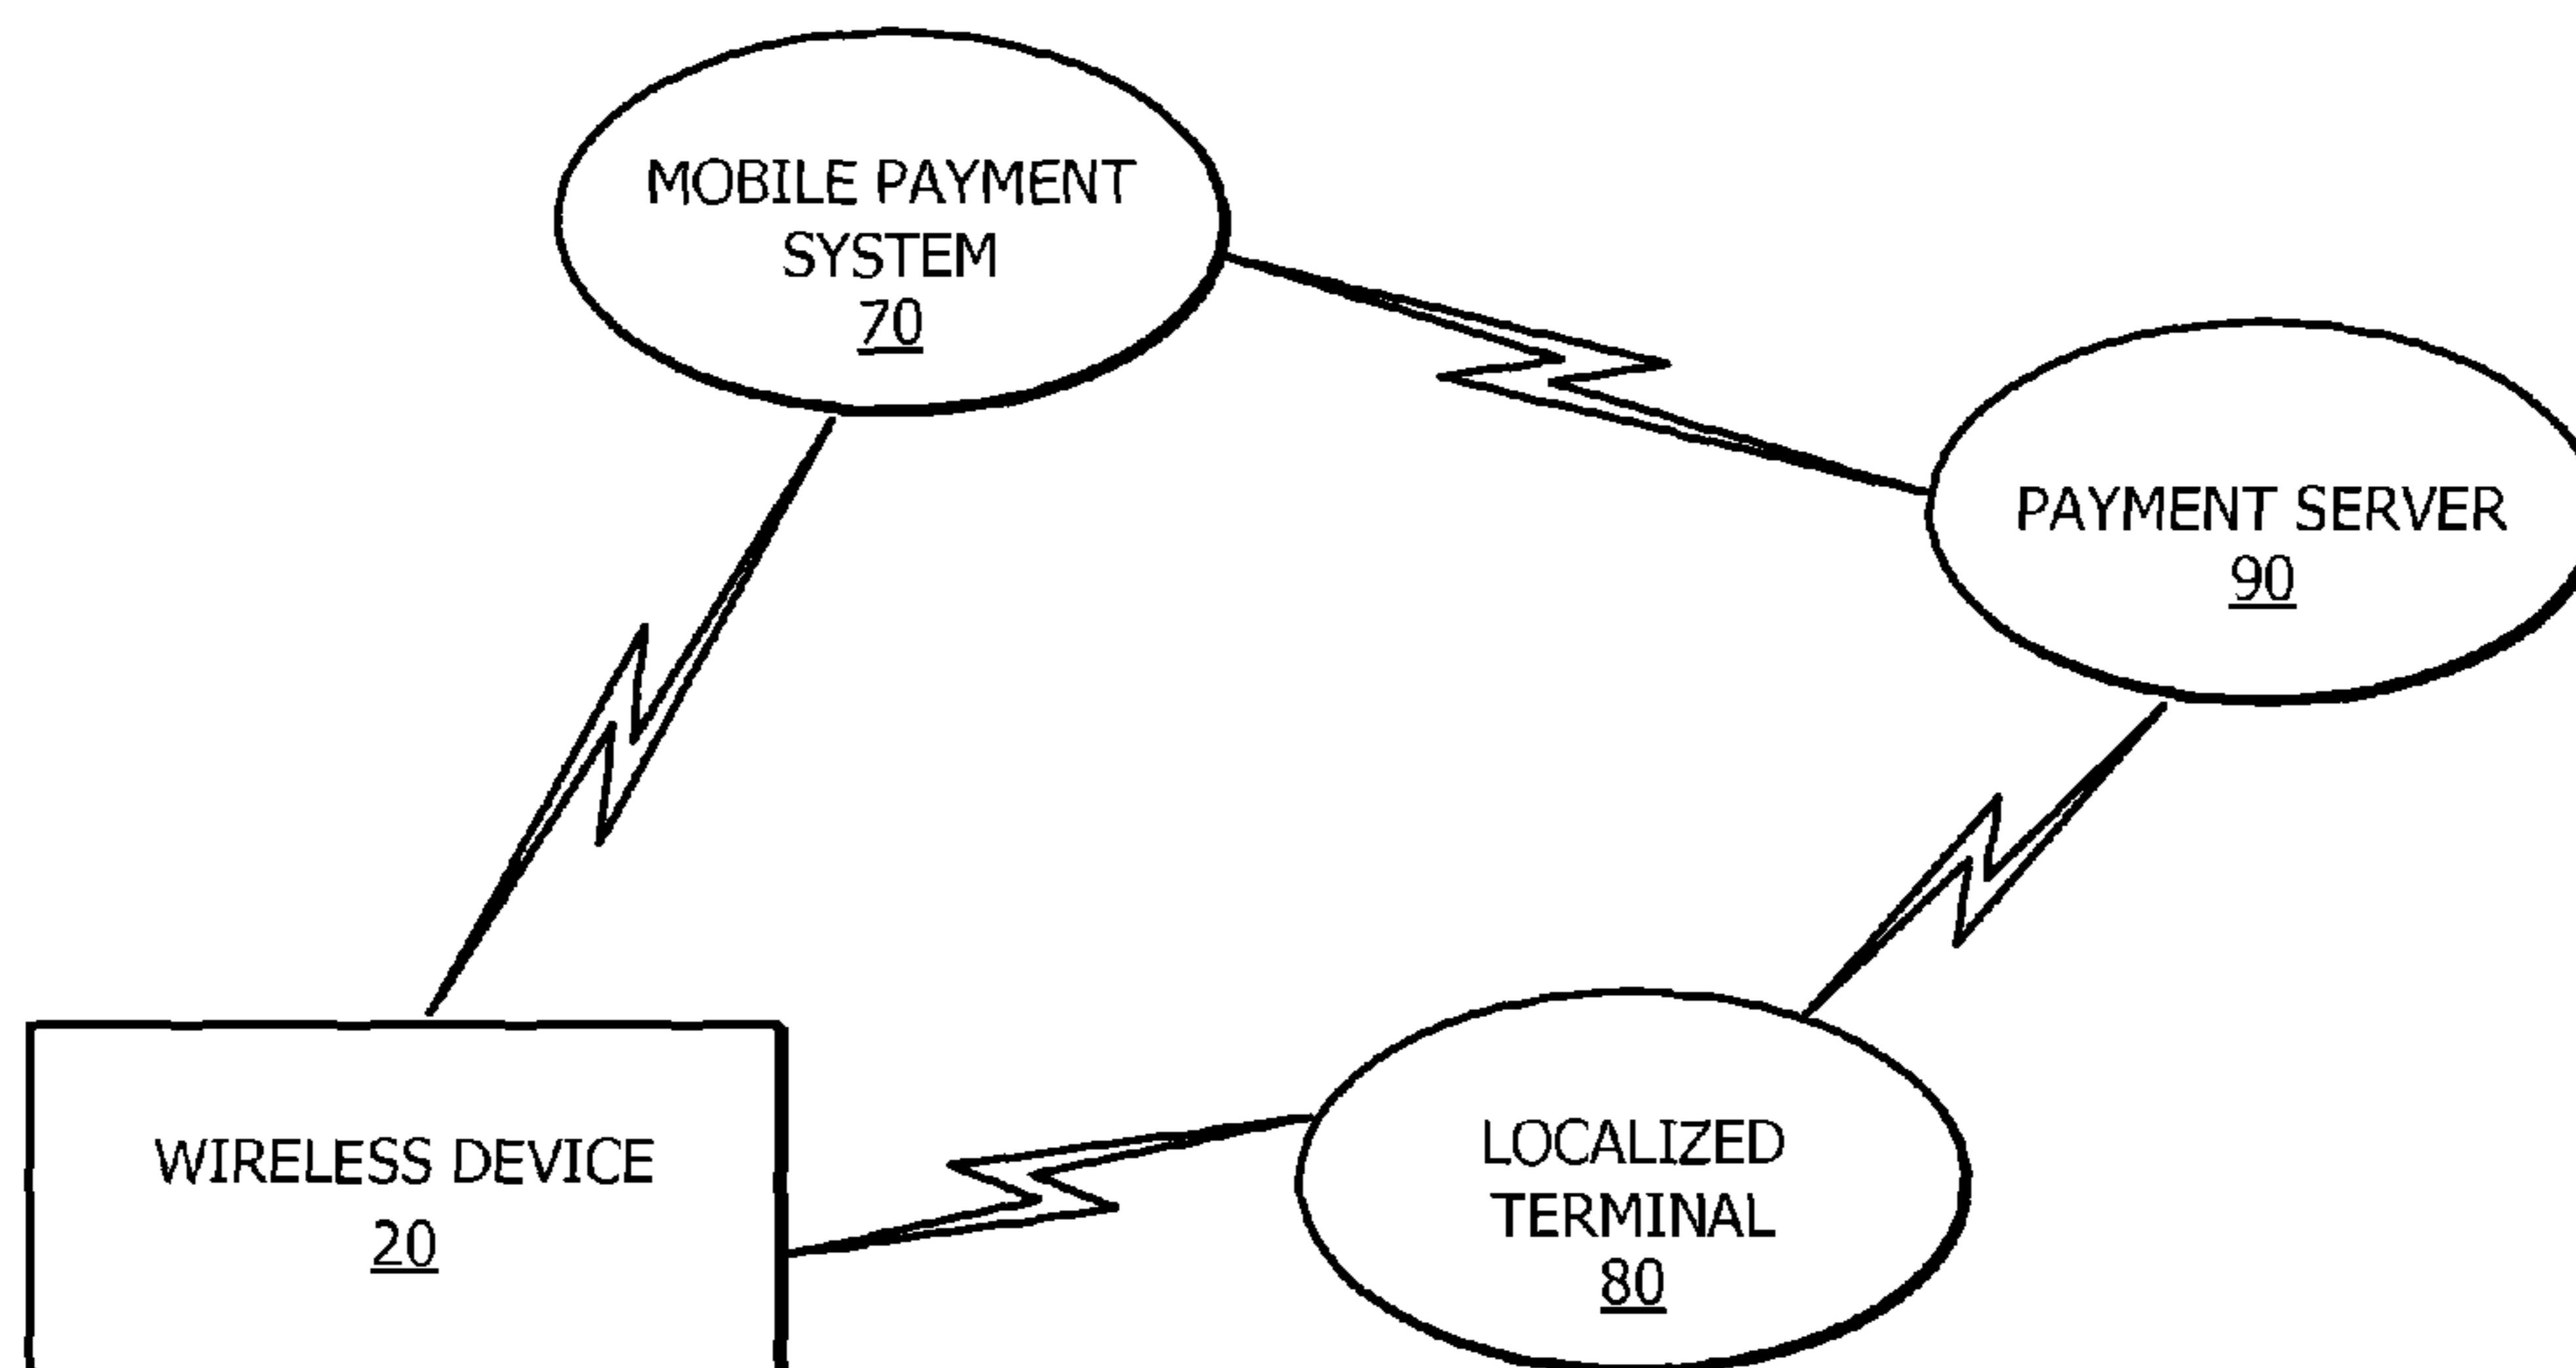 MOBILE PAYMENT
SYSTEM
70
PAYMENT SERVER
90
WIRELESS DEVICE
20
LOCALIZED
TERMINAL
80